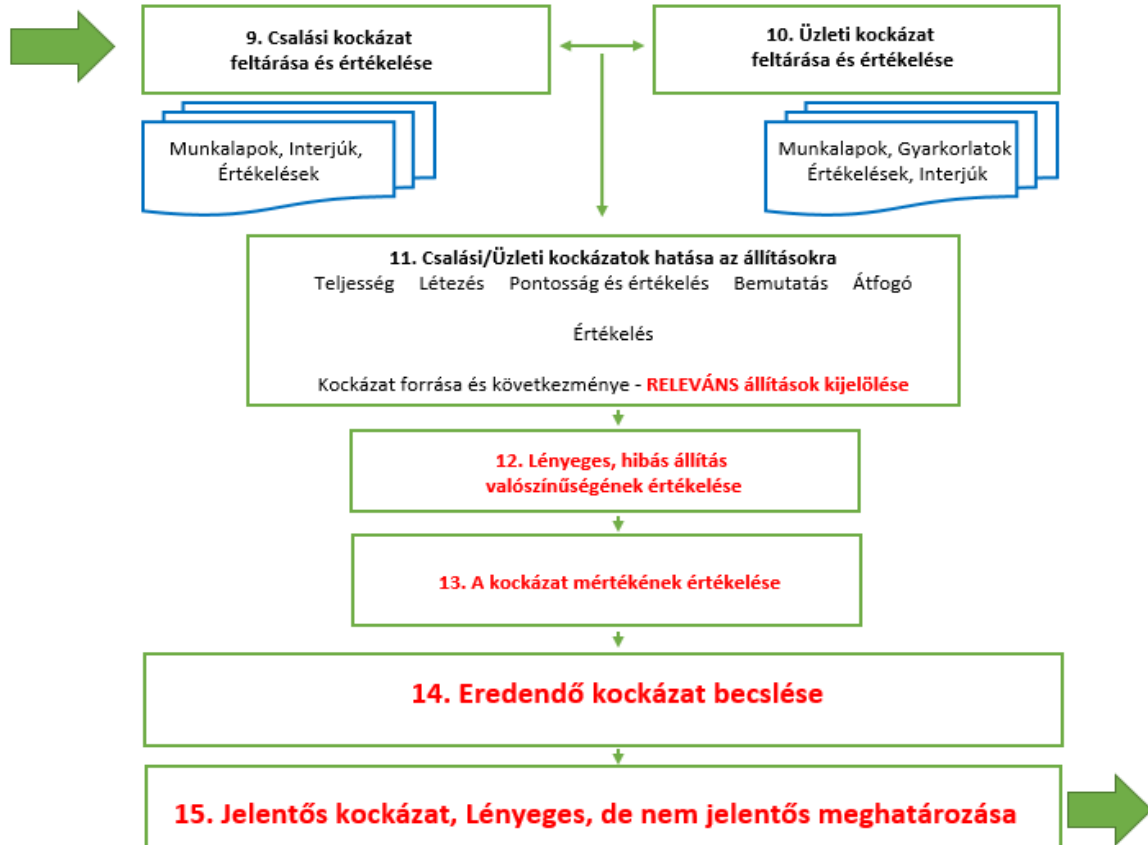 9. Csalási kockázat
feltárása és értékelése
10. Üzleti kockázat
feltárása és értékelése
Munkalapok, Interjúk,
Értékelések
Munkalapok, Gyarkorlatok
Értékelések, Interjúk
11. Csalási/Üzleti kockázatok hatása az állításokra
Teljesség Létezés Pontosság és értékelés Bemutatás Átfogó
Értékelés
Kockázat forrása és következménye - RELEVÁNS állítások kijelölése
12. Lényeges, hibás állítás
valószínűségének értékelése
13. A kockázat mértékének értékelése
14. Eredendő kockázat becslése
15. Jelentős kockázat, Lényeges, de nem jelentős meghatározása